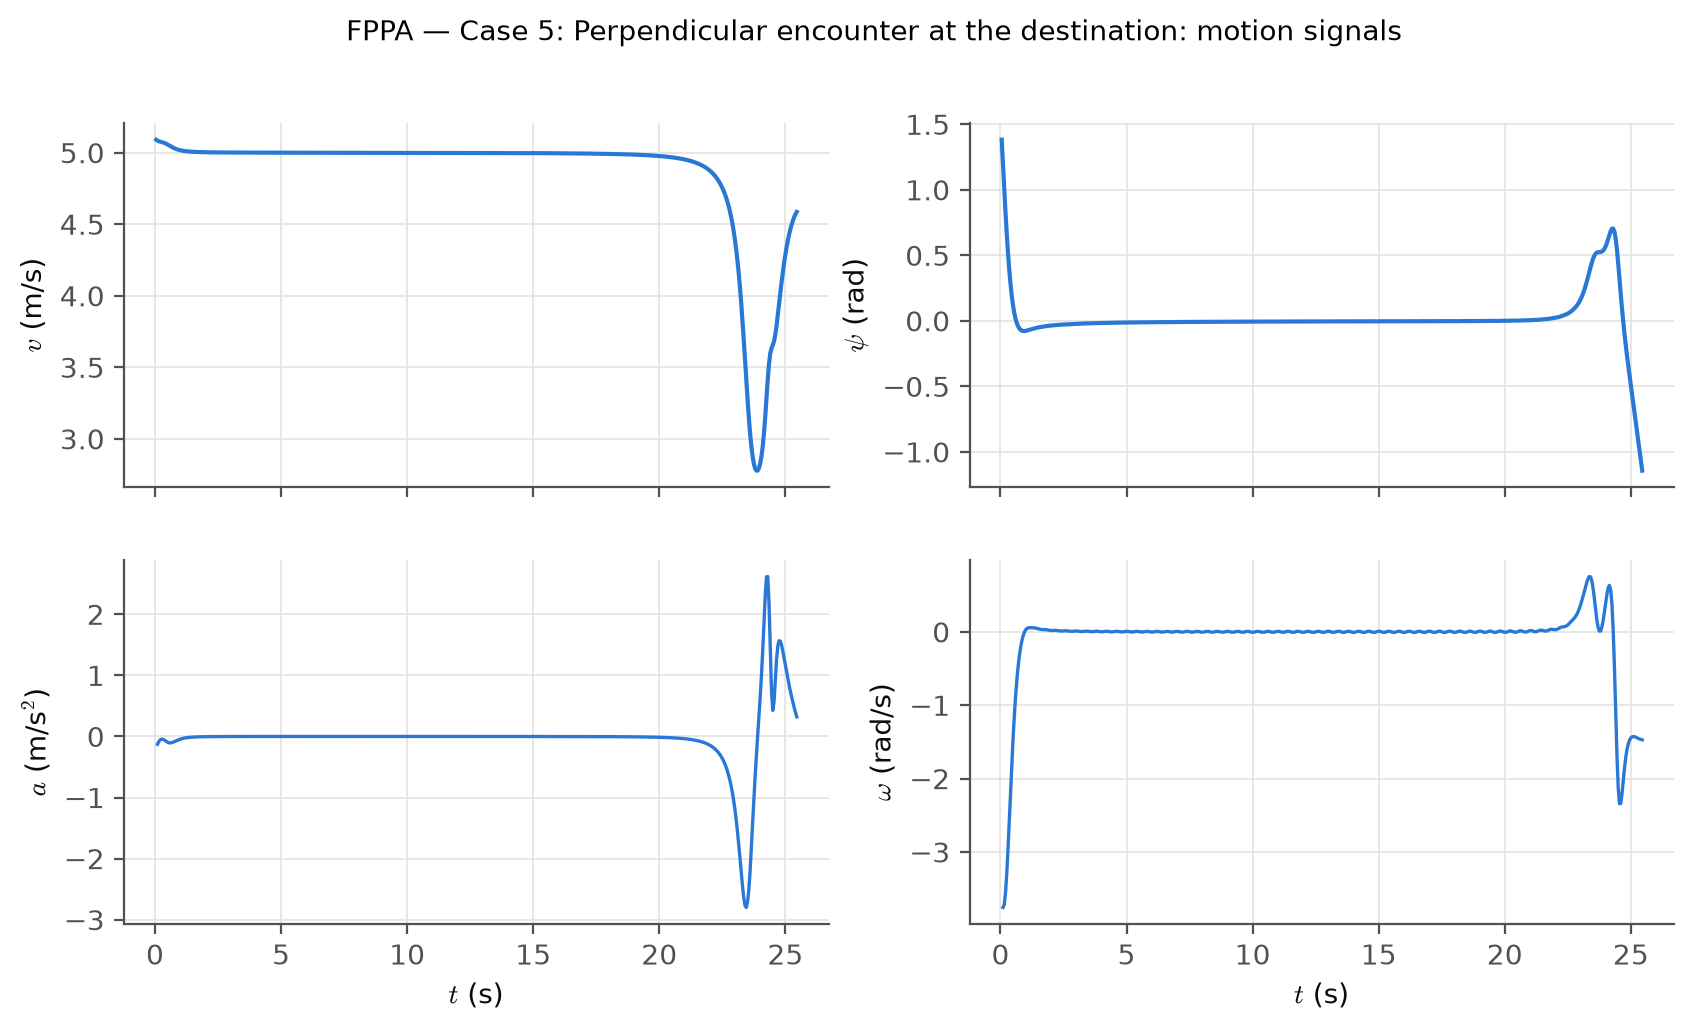 FPPA — Case 5: Perpendicular encounter at the destination: motion signals
5.0
4.5
4.0
3.5
3.0
v (m/s)
1.5
1.0
0.5
0.0
−0.5
−1.0
ψ (rad)
2
1
0
−1
−2
−3
a (m/s²)
0 5 10 15 20 25
t (s)
0
−1
−2
−3
ω (rad/s)
0 5 10 15 20 25
t (s)